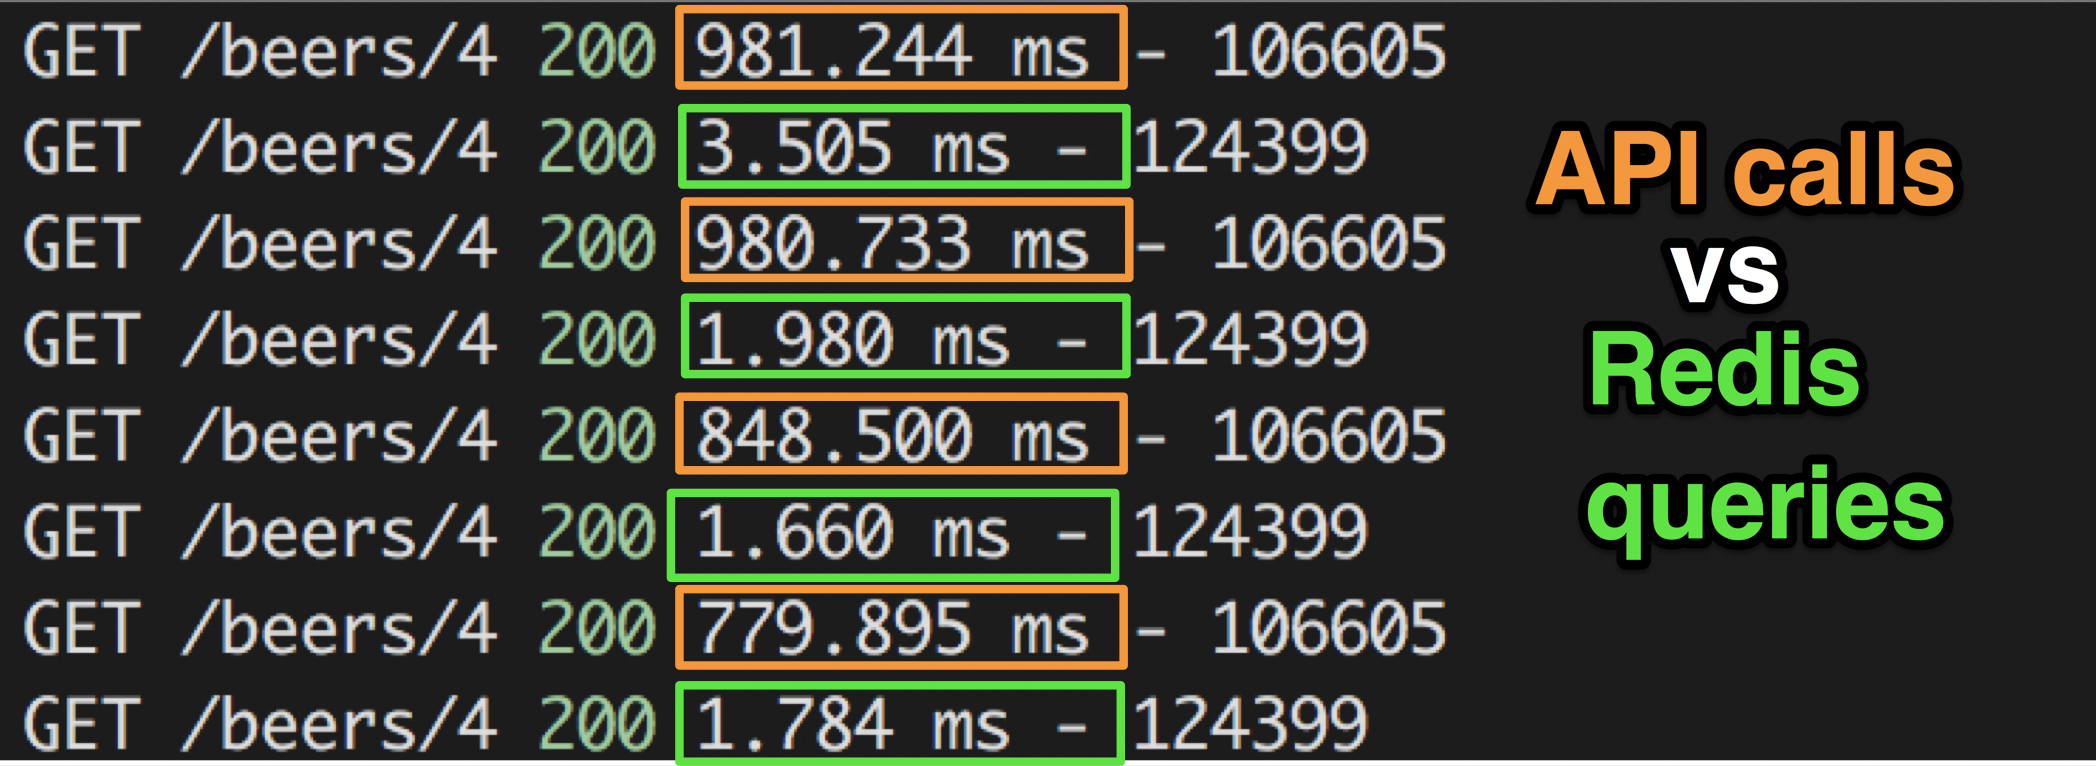 GET /beers/4 200 981.244 ms - 106605
GET /beers/4 200 3.505 ms - 124399
GET /beers/4 200 980.733 ms - 106605
GET /beers/4 200 1.980 ms - 124399
GET /beers/4 200 848.500 ms - 106605
GET /beers/4 200 1.660 ms - 124399
GET /beers/4 200 779.895 ms - 106605
GET /beers/4 200 1.784 ms - 124399
API calls
vs
Redis
queries